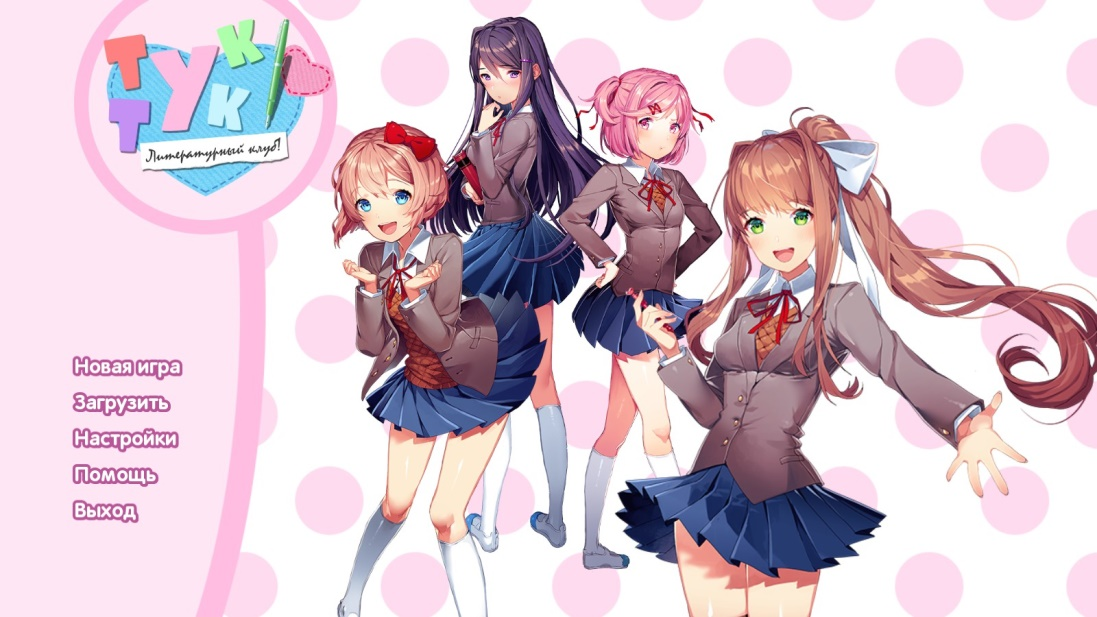 ТУК
ТУК
Литературный клуб!
Новая игра
Загрузить
Настройки
Помощь
Выход